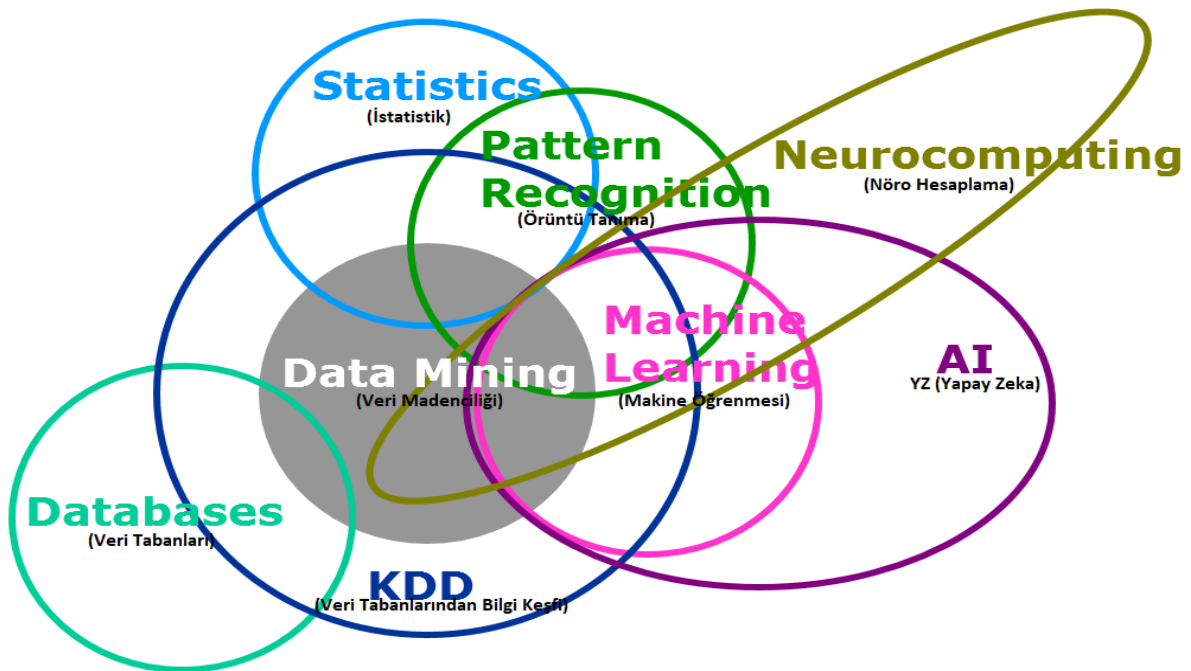 Statistics
(İstatistik)
Pattern
Recognition
(Örüntü Tanıma)
Neurocomputing
(Nöro Hesaplama)
Machine
Learning
(Makine Öğrenmesi)
AI
YZ (Yapay Zeka)
Data Mining
(Veri Madenciliği)
Databases
(Veri Tabanları)
KDD
(Veri Tabanlarından Bilgi Keşfi)